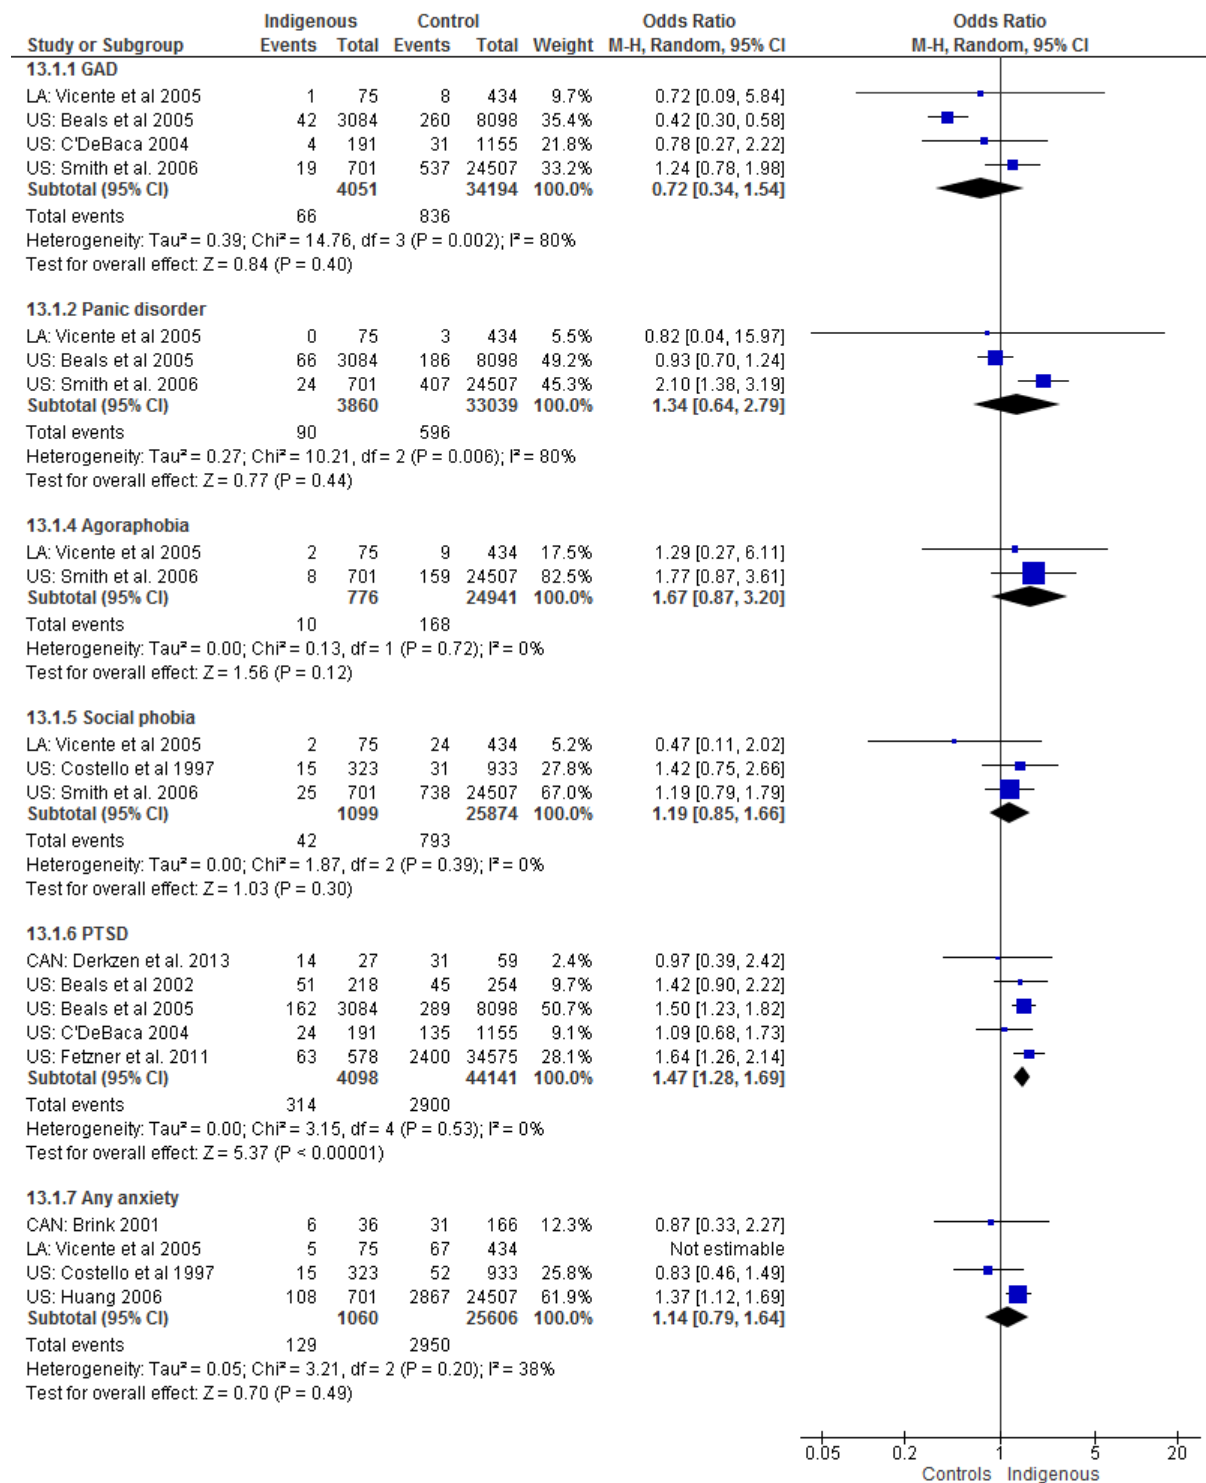 Indigenous Control Odds Ratio Odds Ratio
Study or Subgroup Events Total Events Total Weight M-H, Random, 95% CI M-H, Random, 95% CI
13.1.1 GAD
LA: Vicente et al 2005 1 75 8 434 9.7% 0.72 [0.09, 5.84]
US: Beals et al 2005 42 3084 260 8098 35.4% 0.42 [0.30, 0.58]
US: C'DeBaca 2004 4 191 31 1155 21.8% 0.78 [0.27, 2.22]
US: Smith et al. 2006 19 701 537 24507 33.2% 1.24 [0.78, 1.98]
Subtotal (95% CI) 4051 34194 100.0% 0.72 [0.34, 1.54]
Total events 66 836
Heterogeneity: Tau² = 0.39; Chi² = 14.76, df = 3 (P = 0.002); I² = 80%
Test for overall effect: Z = 0.84 (P = 0.40)
13.1.2 Panic disorder
LA: Vicente et al 2005 0 75 3 434 5.5% 0.82 [0.04, 15.97]
US: Beals et al 2005 66 3084 186 8098 49.2% 0.93 [0.70, 1.24]
US: Smith et al. 2006 24 701 407 24507 45.3% 2.10 [1.38, 3.19]
Subtotal (95% CI) 3860 33039 100.0% 1.34 [0.64, 2.79]
Total events 90 596
Heterogeneity: Tau² = 0.27; Chi² = 10.21, df = 2 (P = 0.006); I² = 80%
Test for overall effect: Z = 0.77 (P = 0.44)
13.1.4 Agoraphobia
LA: Vicente et al 2005 2 75 9 434 17.5% 1.29 [0.27, 6.11]
US: Smith et al. 2006 8 701 159 24507 82.5% 1.77 [0.87, 3.61]
Subtotal (95% CI) 776 24941 100.0% 1.67 [0.87, 3.20]
Total events 10 168
Heterogeneity: Tau² = 0.00; Chi² = 0.13, df = 1 (P = 0.72); I² = 0%
Test for overall effect: Z = 1.56 (P = 0.12)
13.1.5 Social phobia
LA: Vicente et al 2005 2 75 24 434 5.2% 0.47 [0.11, 2.02]
US: Costello et al 1997 15 323 31 933 27.8% 1.42 [0.75, 2.66]
US: Smith et al. 2006 25 701 738 24507 67.0% 1.19 [0.79, 1.79]
Subtotal (95% CI) 1099 25874 100.0% 1.19 [0.85, 1.66]
Total events 42 793
Heterogeneity: Tau² = 0.00; Chi² = 1.87, df = 2 (P = 0.39); I² = 0%
Test for overall effect: Z = 1.03 (P = 0.30)
13.1.6 PTSD
CAN: Derkzen et al. 2013 14 27 31 59 2.4% 0.97 [0.39, 2.42]
US: Beals et al 2002 51 218 45 254 9.7% 1.42 [0.90, 2.22]
US: Beals et al 2005 162 3084 289 8098 50.7% 1.50 [1.23, 1.82]
US: C'DeBaca 2004 24 191 135 1155 9.1% 1.09 [0.68, 1.73]
US: Fetzner et al. 2011 63 578 2400 34575 28.1% 1.64 [1.26, 2.14]
Subtotal (95% CI) 4098 44141 100.0% 1.47 [1.28, 1.69]
Total events 314 2900
Heterogeneity: Tau² = 0.00; Chi² = 3.15, df = 4 (P = 0.53); I² = 0%
Test for overall effect: Z = 5.37 (P < 0.00001)
13.1.7 Any anxiety
CAN: Brink 2001 6 36 31 166 12.3% 0.87 [0.33, 2.27]
LA: Vicente et al 2005 5 75 67 434 Not estimable
US: Costello et al 1997 15 323 52 933 25.8% 0.83 [0.46, 1.49]
US: Huang 2006 108 701 2867 24507 61.9% 1.37 [1.12, 1.69]
Subtotal (95% CI) 1060 25606 100.0% 1.14 [0.79, 1.64]
Total events 129 2950
Heterogeneity: Tau² = 0.05; Chi² = 3.21, df = 2 (P = 0.20); I² = 38%
Test for overall effect: Z = 0.70 (P = 0.49)
0.05 0.2 1 5 20
Controls Indigenous